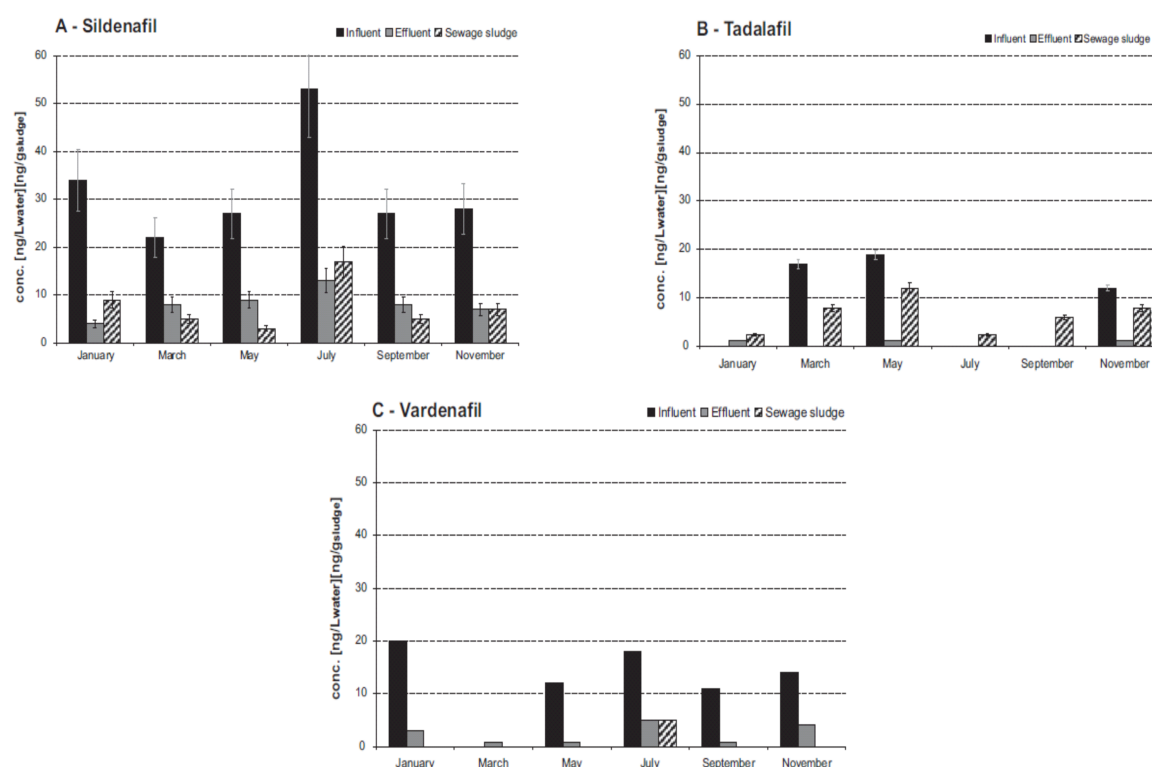 A - Sildenafil
Influent Effluent Sewage sludge
conc. [ng/Lwater][ng/gsludge]
60
50
40
30
20
10
0
January March May July September November
B - Tadalafil
Influent Effluent Sewage sludge
conc. [ng/Lwater][ng/gsludge]
60
50
40
30
20
10
0
January March May July September November
C - Vardenafil
Influent Effluent Sewage sludge
conc. [ng/Lwater][ng/gsludge]
60
50
40
30
20
10
0
January March May July September November